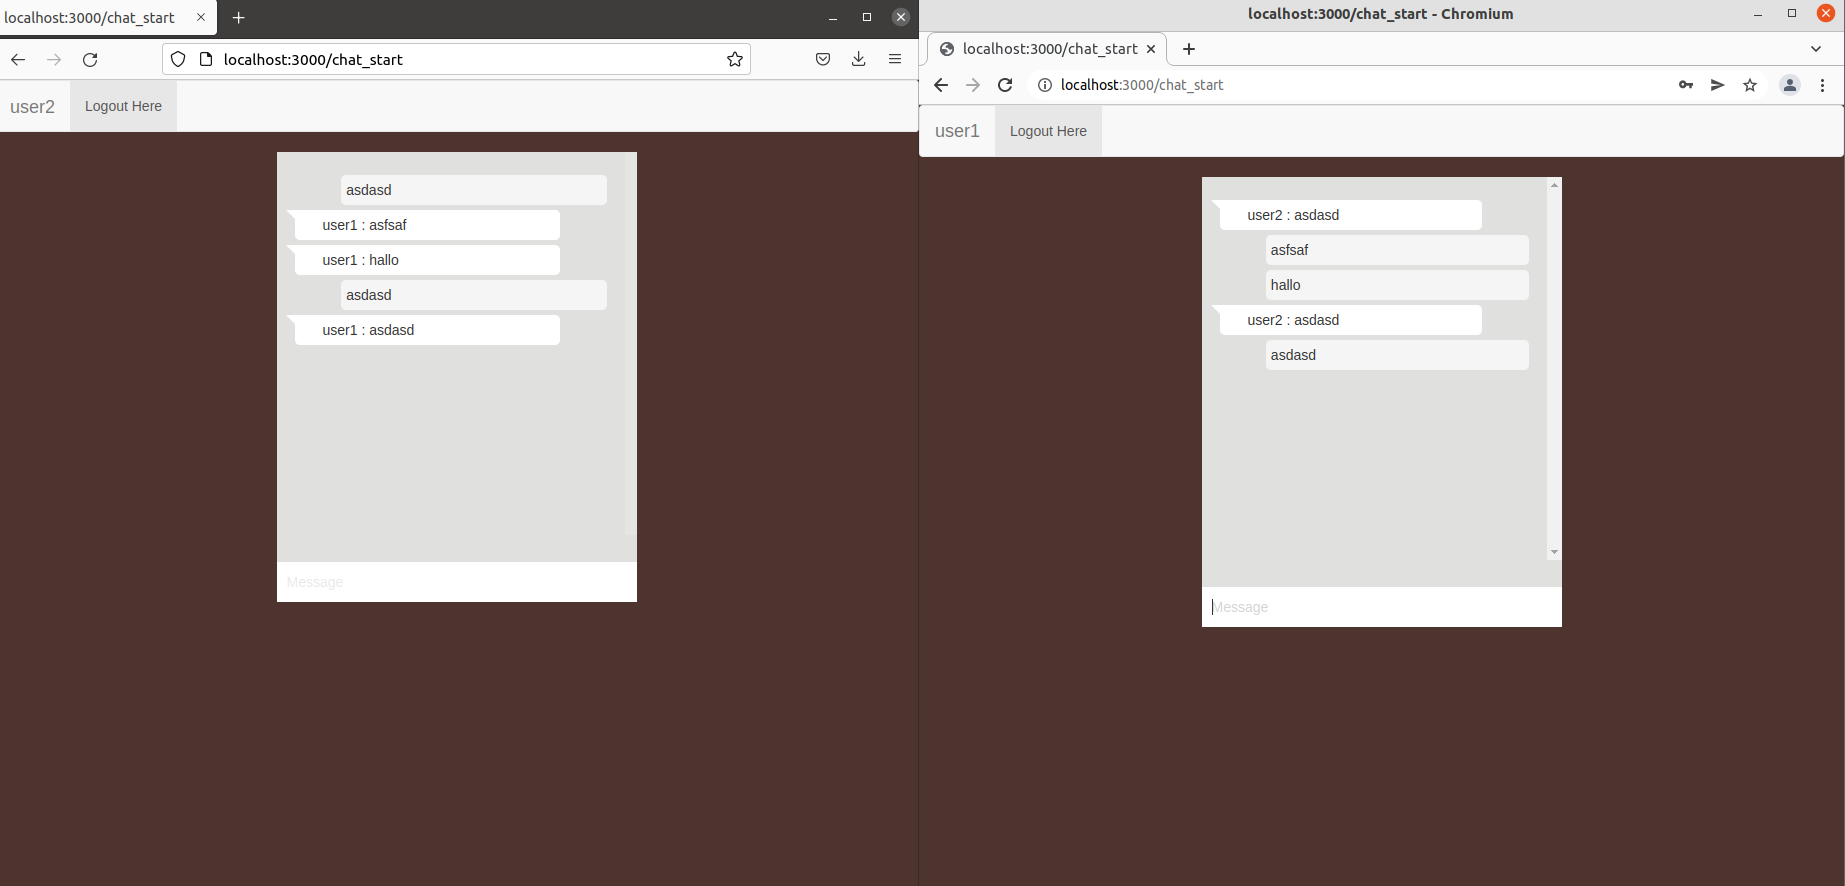 localhost:3000/chat_start
localhost:3000/chat_start
user2
Logout Here
asdasd
user1 : asfsaf
user1 : hallo
asdasd
user1 : asdasd
Message
localhost:3000/chat_start - Chromium
localhost:3000/chat_start
localhost:3000/chat_start
user1
Logout Here
user2 : asdasd
asfsaf
hallo
user2 : asdasd
asdasd
Message